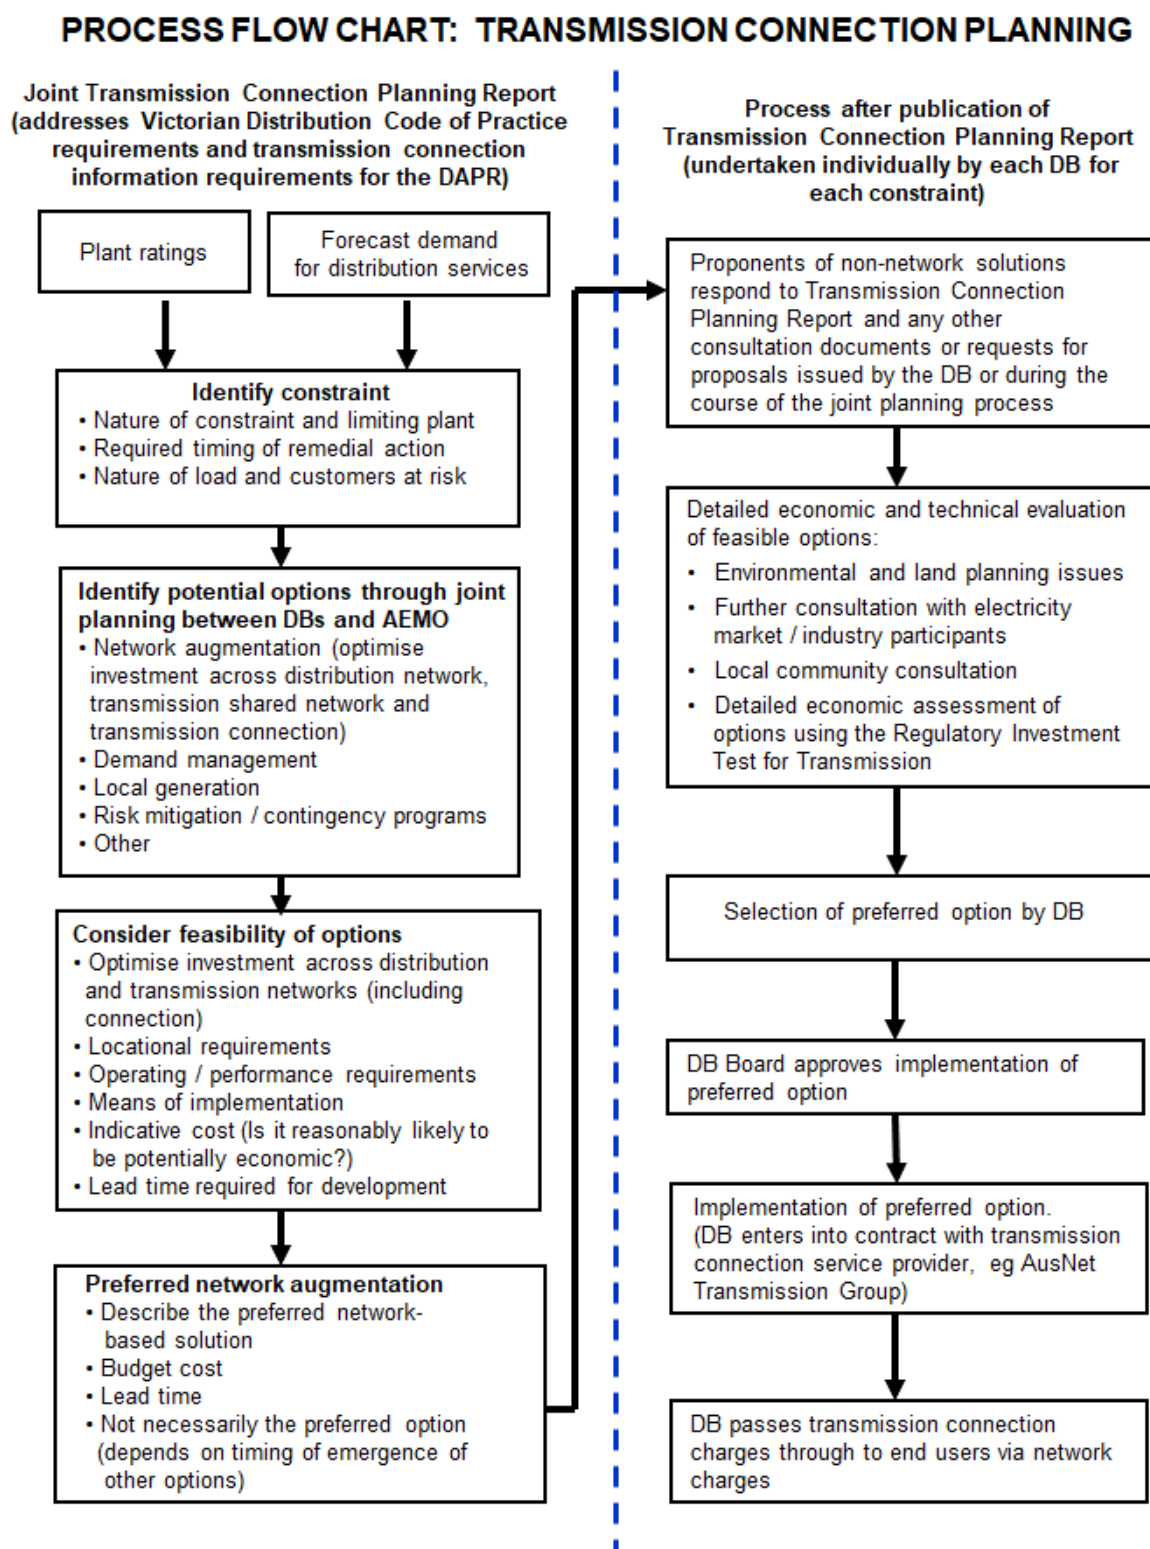 PROCESS FLOW CHART: TRANSMISSION CONNECTION PLANNING
Joint Transmission Connection Planning Report
(addresses Victorian Distribution Code of Practice
requirements and transmission connection
information requirements for the DAPR)
Plant ratings
Forecast demand
for distribution services
Identify constraint
• Nature of constraint and limiting plant
• Required timing of remedial action
• Nature of load and customers at risk
Identify potential options through joint
planning between DBs and AEMO
• Network augmentation (optimise
investment across distribution network,
transmission shared network and
transmission connection)
• Demand management
• Local generation
• Risk mitigation / contingency programs
• Other
Consider feasibility of options
• Optimise investment across distribution
and transmission networks (including
connection)
• Locational requirements
• Operating / performance requirements
• Means of implementation
• Indicative cost (Is it reasonably likely to
be potentially economic?)
• Lead time required for development
Preferred network augmentation
• Describe the preferred network-
based solution
• Budget cost
• Lead time
• Not necessarily the preferred option
(depends on timing of emergence of
other options)
Process after publication of
Transmission Connection Planning Report
(undertaken individually by each DB for
each constraint)
Proponents of non-network solutions
respond to Transmission Connection
Planning Report and any other
consultation documents or requests for
proposals issued by the DB or during the
course of the joint planning process
Detailed economic and technical evaluation
of feasible options:
• Environmental and land planning issues
• Further consultation with electricity
market / industry participants
• Local community consultation
• Detailed economic assessment of
options using the Regulatory Investment
Test for Transmission
Selection of preferred option by DB
DB Board approves implementation of
preferred option
Implementation of preferred option.
(DB enters into contract with transmission
connection service provider, eg AusNet
Transmission Group)
DB passes transmission connection
charges through to end users via network
charges